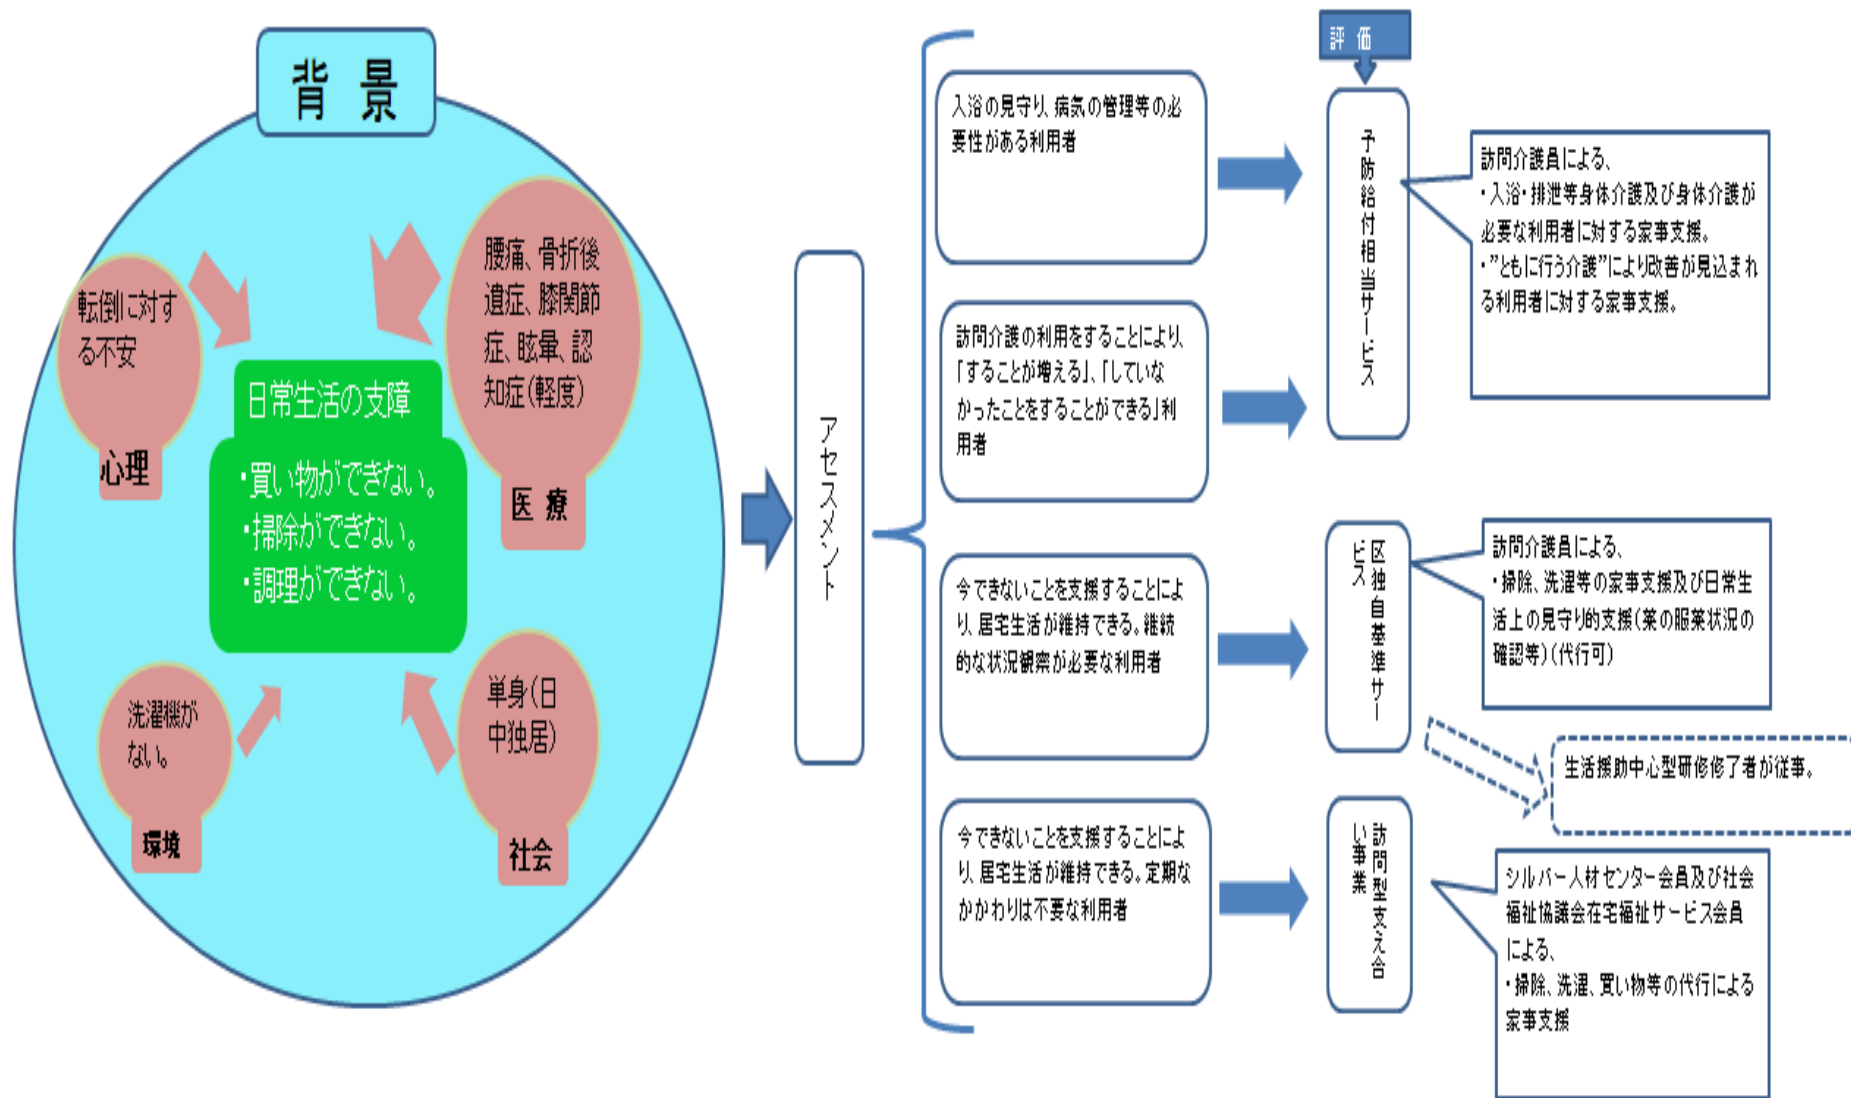 背 景
転倒に対す
る不安
心理
腰痛、骨折後
遺症、膝関節
症、眩暈、認
知症(軽度)
医 療
日常生活の支障
・買い物ができない。
・掃除ができない。
・調理ができない。
洗濯機が
ない。
環境
単身(日
中独居)
社会
アセスメント
入浴の見守り、病気の管理等の必
要性がある利用者
訪問介護の利用をすることにより、
「することが増える」、「していな
かったことをすることができる」利
用者
今できないことを支援することによ
り、居宅生活が維持できる。継続
的な状況観察が必要な利用者
今できないことを支援することによ
り、居宅生活が維持できる。定期な
かかわりは不要な利用者
評 価
予防給付相当サービス
訪問介護員による、
・入浴・排泄等身体介護及び身体介護が
必要な利用者に対する家事支援。
・”ともに行う介護”により改善が見込まれ
る利用者に対する家事支援。
区独自基準サー
ビス
訪問介護員による、
・掃除、洗濯等の家事支援及び日常生
活上の見守り的支援(薬の服薬状況の
確認等)(代行可)
生活援助中心型研修修了者が従事。
訪問型支え合
い事業
シルバー人材センター会員及び社会
福祉協議会在宅福祉サービス会員
による、
・掃除、洗濯、買い物等の代行による
家事支援